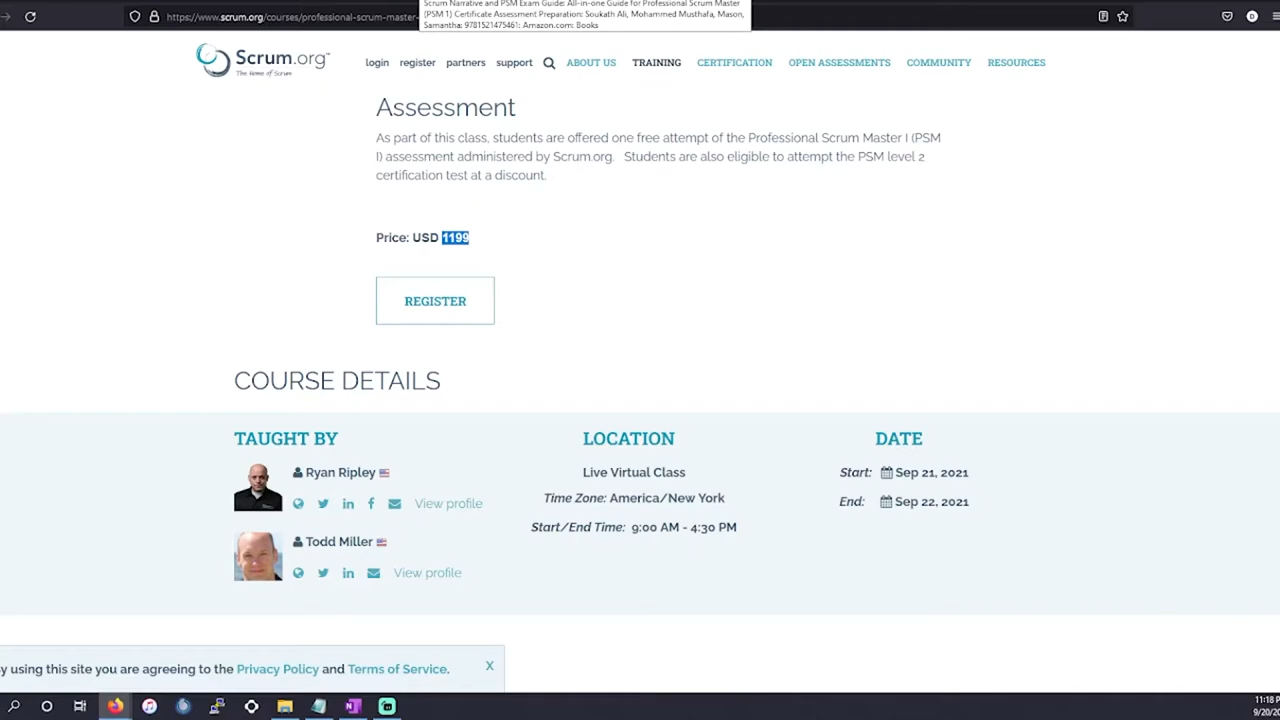 Scrum Narrative and PSM Exam Guide: All-in-one Guide for Professional Scrum Master
(PSM 1) Certificate Assessment Preparation: Soukath Ali, Mohammed Musthafa, Mason,
Samantha: 9781521475461: Amazon.com: Books
https://www.scrum.org/courses/professional-scrum-master-
Scrum.org™
The Home of Scrum
login register partners support ABOUT US TRAINING CERTIFICATION OPEN ASSESSMENTS COMMUNITY RESOURCES
Assessment
As part of this class, students are offered one free attempt of the Professional Scrum Master I (PSM
I) assessment administered by Scrum.org. Students are also eligible to attempt the PSM level 2
certification test at a discount.
Price: USD 1199
REGISTER
COURSE DETAILS
TAUGHT BY
Ryan Ripley
View profile
Todd Miller
View profile
LOCATION
Live Virtual Class
Time Zone: America/New York
Start/End Time: 9:00 AM - 4:30 PM
DATE
Start: Sep 21, 2021
End: Sep 22, 2021
y using this site you are agreeing to the Privacy Policy and Terms of Service. X
11:18 P
9/20/20